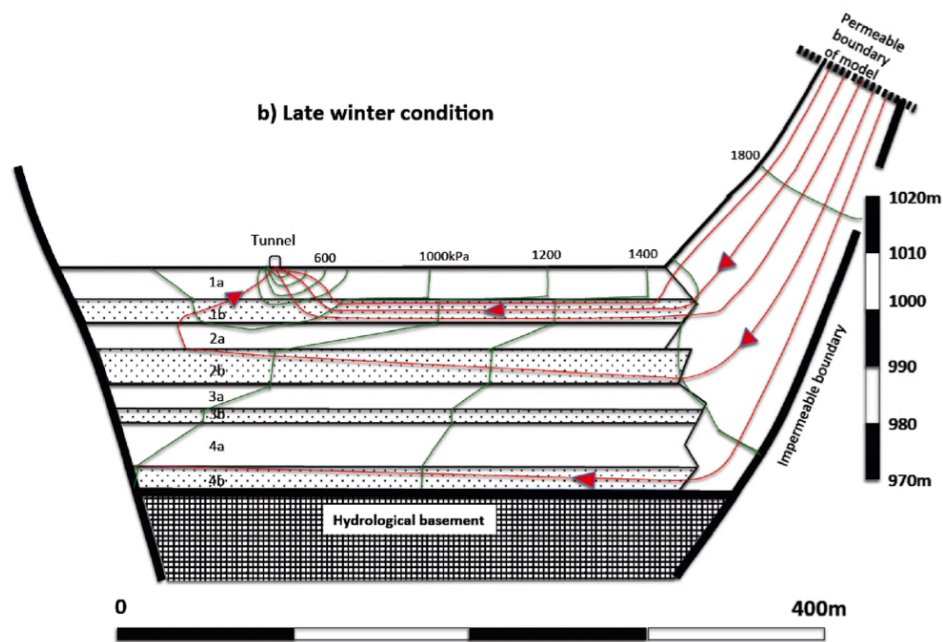 Permeable
boundary
of model
b) Late winter condition
1800
1020m
Tunnel
600
1000kPa
1200
1400
1010
1a
1000
1b
2a
990
2b
3a
3b
980
4a
Impermeable boundary
4b
970m
Hydrological basement
0
400m